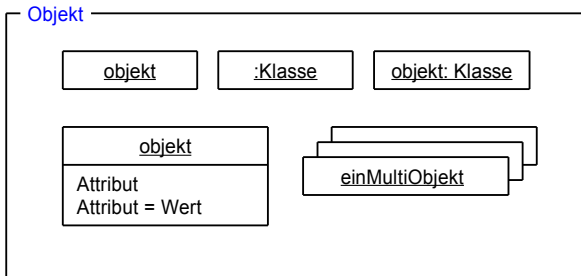 Objekt
objekt
:Klasse
objekt: Klasse
objekt
Attribut
Attribut = Wert
einMultiObjekt